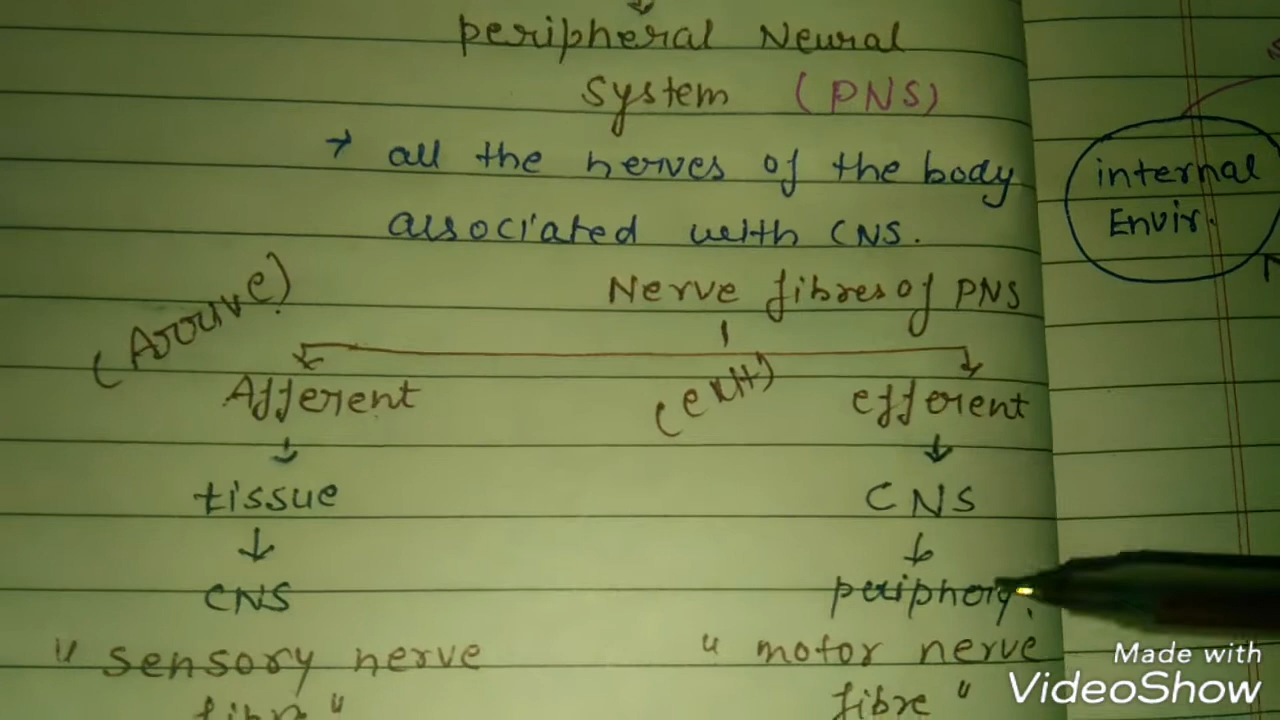 peripheral Neural
System (PNS)
→ all the nerves of the body
associated with CNS.
internal
Envir.
Nerve fibres of PNS
(Arrive)
(exit)
Afferent
efferent
↓ ↓
tissue CNS
↓ ↓
CNS periphery.
" sensory nerve
fibre "
" motor nerve
fibre "
Made with
VideoShow